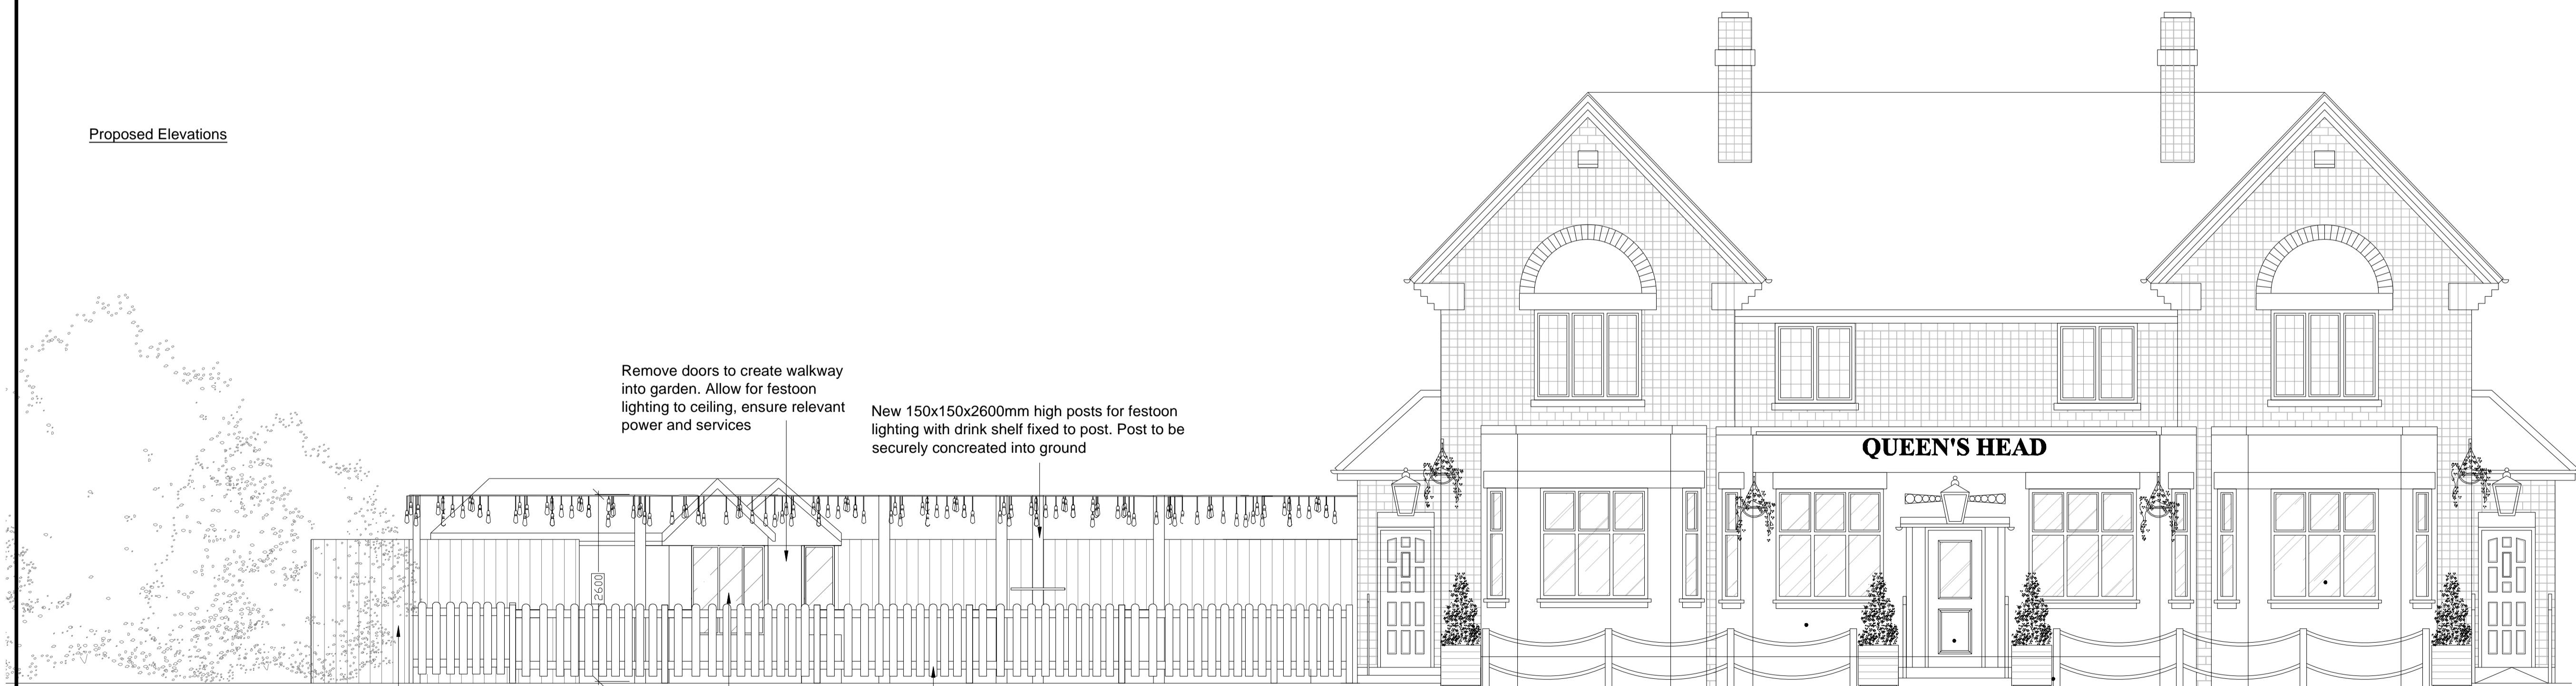 Proposed Elevations
Remove doors to create walkway
into garden. Allow for festoon
lighting to ceiling, ensure relevant
power and services
New 150x150x2600mm high posts for festoon
lighting with drink shelf fixed to post. Post to be
securely concreated into ground
QUEEN'S HEAD
2600